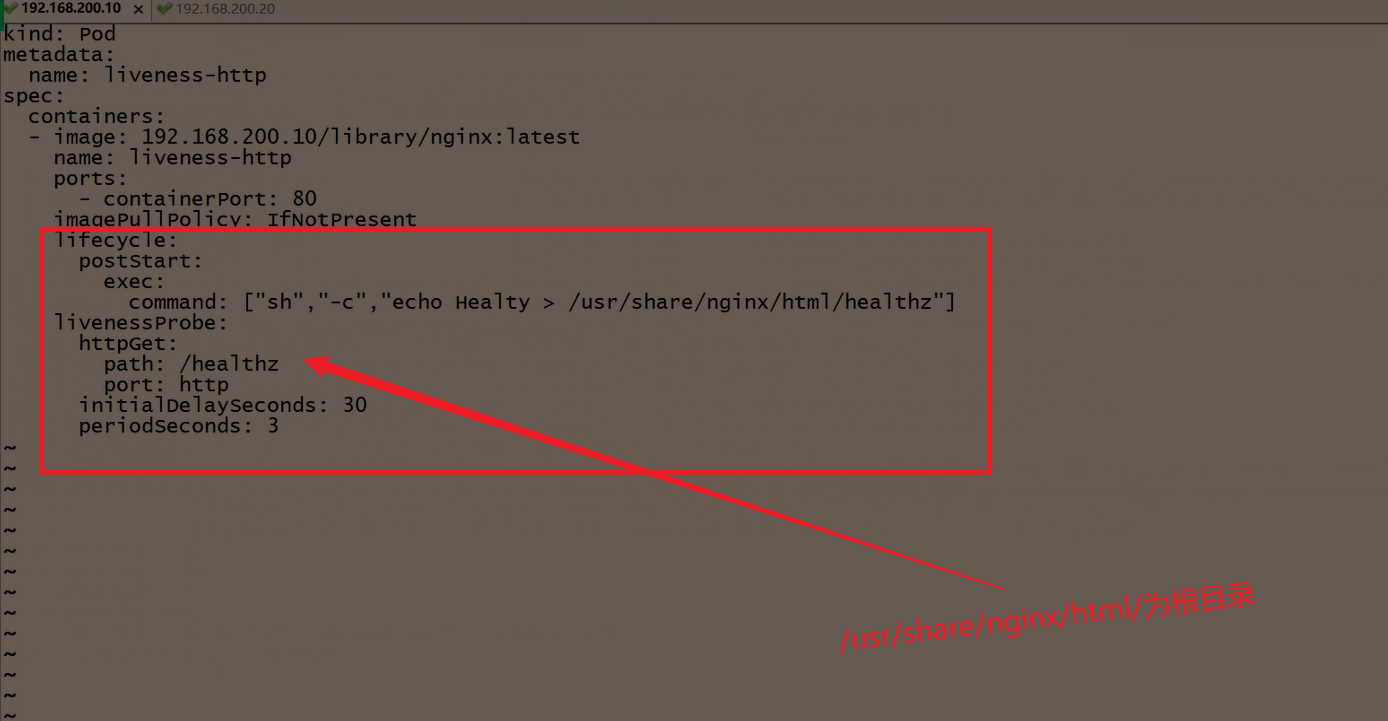 192.168.200.10 × 192.168.200.20
kind: Pod
metadata:
  name: liveness-http
spec:
  containers:
  - image: 192.168.200.10/library/nginx:latest
    name: liveness-http
    ports:
      - containerPort: 80
    imagePullPolicy: IfNotPresent
    lifecycle:
      postStart:
        exec:
          command: ["sh","-c","echo Healty > /usr/share/nginx/html/healthz"]
    livenessProbe:
      httpGet:
        path: /healthz
        port: http
      initialDelaySeconds: 30
      periodSeconds: 3
~
~
~
~
~
~
~
~
~
~
~
~
~
~
/usr/share/nginx/html/为根目录